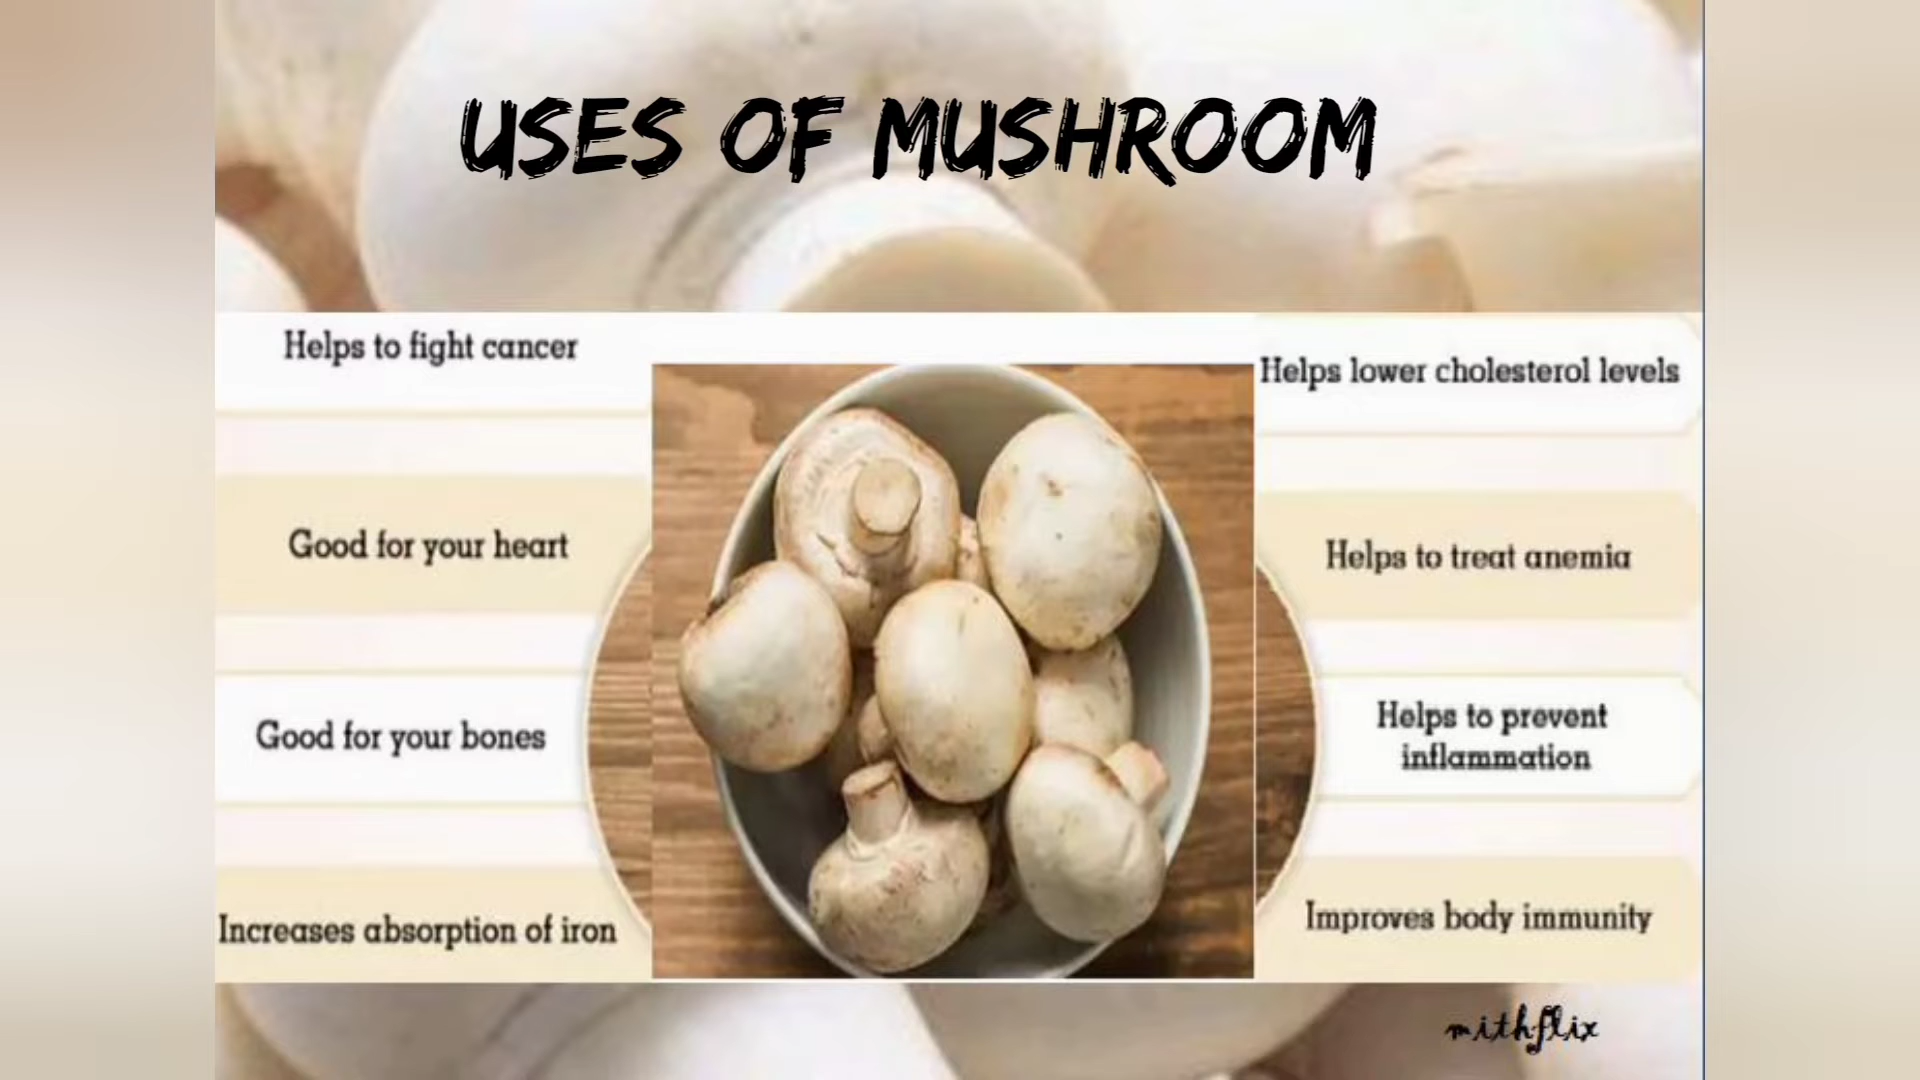 USES OF MUSHROOM
Helps to fight cancer
Good for your heart
Good for your bones
Increases absorption of iron
Helps lower cholesterol levels
Helps to treat anemia
Helps to prevent
inflammation
Improves body immunity
mithflix